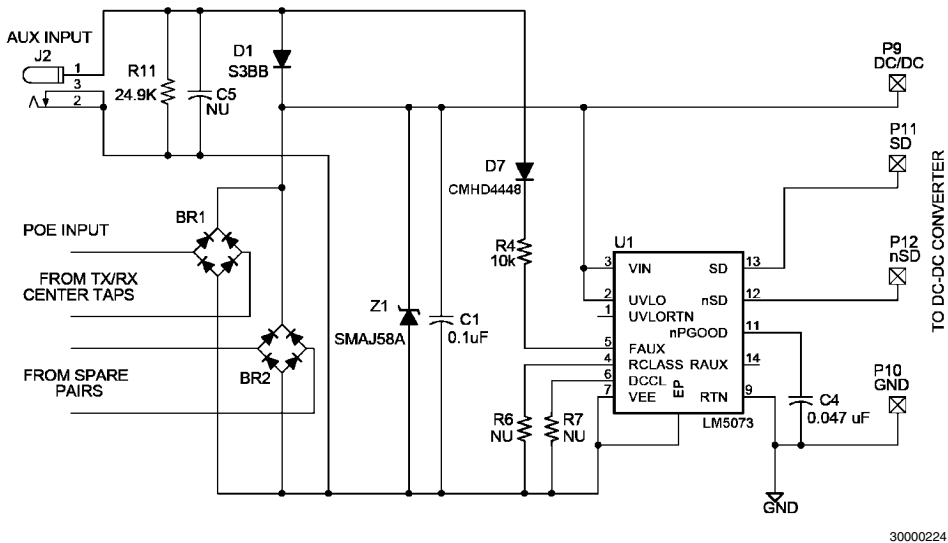 AUX INPUT
J2
1
3
2
R11
24.9K
C5
NU
D1
S3BB
P9
DC/DC
P11
SD
D7
CMHD4448
BR1
POE INPUT
FROM TX/RX
CENTER TAPS
R4
10k
U1
P12
nSD
TO DC-DC CONVERTER
3 VIN SD 13
2 UVLO nSD 12
1 UVLORTN
nPGOOD 11
5 FAUX
4 RCLASS RAUX 14
6 DCCL
7 VEE EP RTN 9
LM5073
Z1
SMAJ58A
C1
0.1uF
BR2
FROM SPARE
PAIRS
R6
NU
R7
NU
C4
0.047 uF
P10
GND
GND
30000224